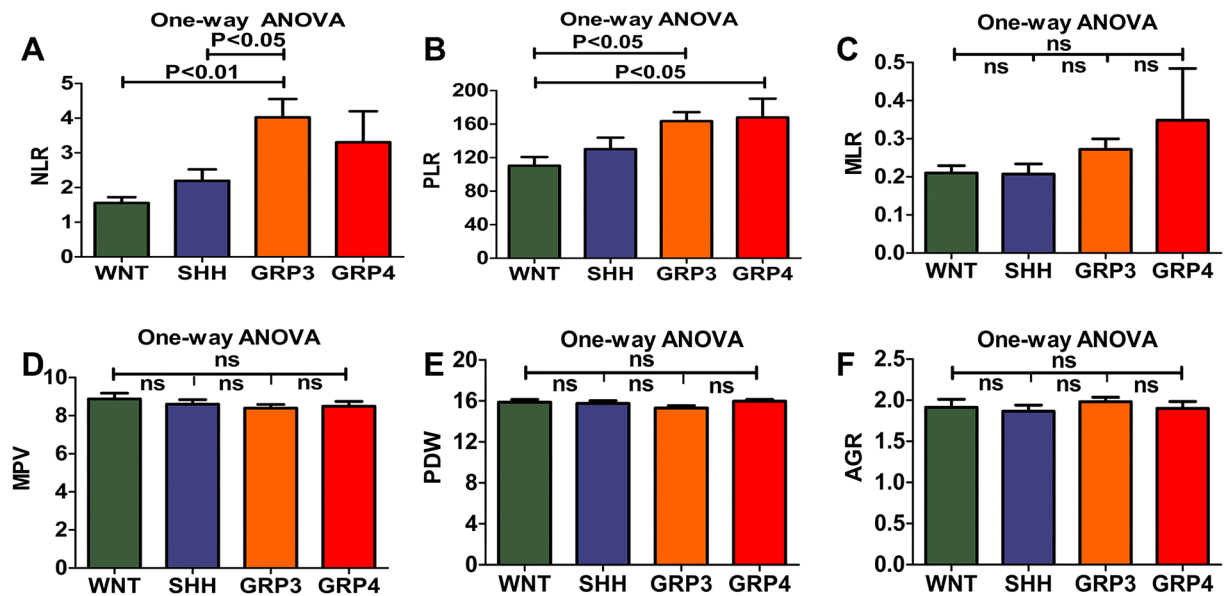 A
One-way ANOVA
P<0.05
P<0.01
NLR
5
4
3
2
1
0
WNT SHH GRP3 GRP4
B
One-way ANOVA
P<0.05
P<0.05
PLR
200
160
120
80
40
0
WNT SHH GRP3 GRP4
C
One-way ANOVA
ns
ns ns ns
MLR
0.5
0.4
0.3
0.2
0.1
0.0
WNT SHH GRP3 GRP4
D
One-way ANOVA
ns
ns ns ns
MPV
10
8
6
4
2
0
WNT SHH GRP3 GRP4
E
One-way ANOVA
ns
ns ns ns
PDW
20
16
12
8
4
0
WNT SHH GRP3 GRP4
F
One-way ANOVA
ns
ns ns ns
AGR
2.5
2.0
1.5
1.0
0.5
0.0
WNT SHH GRP3 GRP4